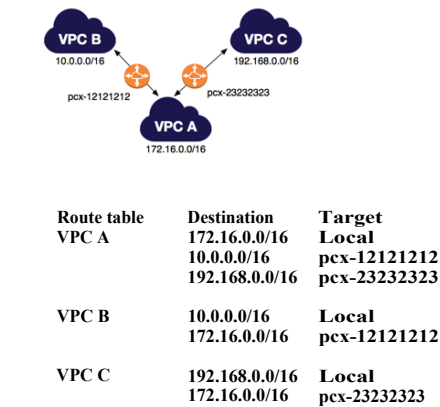 VPC B
VPC C
10.0.0.0/16
192.168.0.0/16
pcx-12121212
pcx-23232323
VPC A
172.16.0.0/16
Route table Destination Target
VPC A 172.16.0.0/16 Local
10.0.0.0/16 pcx-12121212
192.168.0.0/16 pcx-23232323
VPC B 10.0.0.0/16 Local
172.16.0.0/16 pcx-12121212
VPC C 192.168.0.0/16 Local
172.16.0.0/16 pcx-23232323